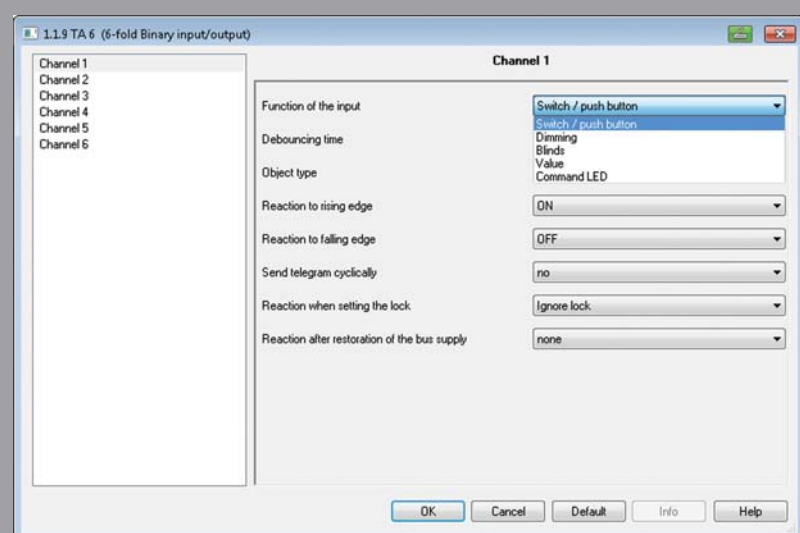 1.1.9 TA 6 (6-fold Binary input/output)
Channel 1
Channel 2
Channel 3
Channel 4
Channel 5
Channel 6
Channel 1
Function of the input
Switch / push button
Switch / push button
Dimming
Blinds
Value
Command LED
Debouncing time
Object type
Reaction to rising edge
ON
Reaction to falling edge
OFF
Send telegram cyclically
no
Reaction when setting the lock
Ignore lock
Reaction after restoration of the bus supply
none
OK
Cancel
Default
Info
Help